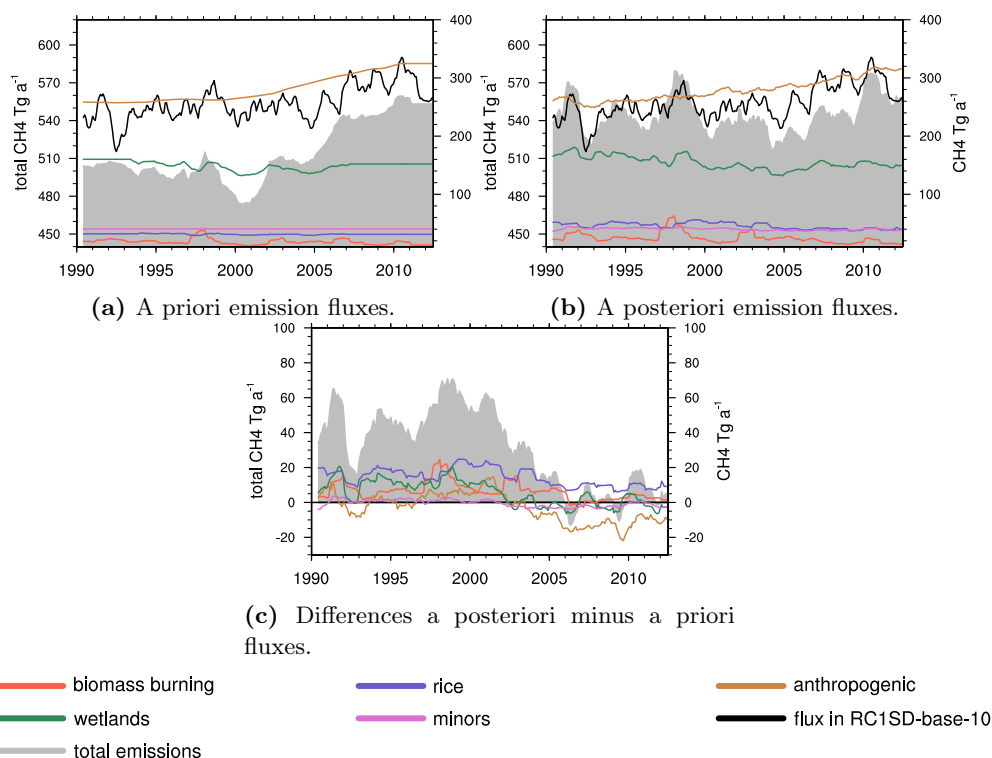 400
400
600
600
300
300
570
570
540
540
200
200
510
510
100
100
480
480
450
450
total CH4 Tg a-1
CH4 Tg a-1
total CH4 Tg a-1
CH4 Tg a-1
1990 1995 2000 2005 2010
1990 1995 2000 2005 2010
(a) A priori emission fluxes.
(b) A posteriori emission fluxes.
100 100
80 80
60 60
40 40
20 20
0 0
-20 -20
total CH4 Tg a-1
CH4 Tg a-1
1990 1995 2000 2005 2010
(c) Differences a posteriori minus a priori
fluxes.
biomass burning rice anthropogenic
wetlands minors flux in RC1SD-base-10
total emissions